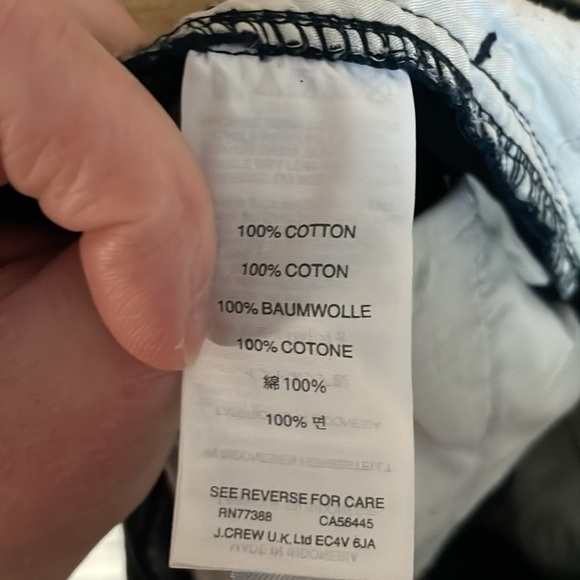 100% COTTON
100% COTON
100% BAUMWOLLE
100% COTONE
綿 100%
100% 면
SEE REVERSE FOR CARE
RN77388 CA56445
J.CREW U.K. Ltd EC4V 6JA